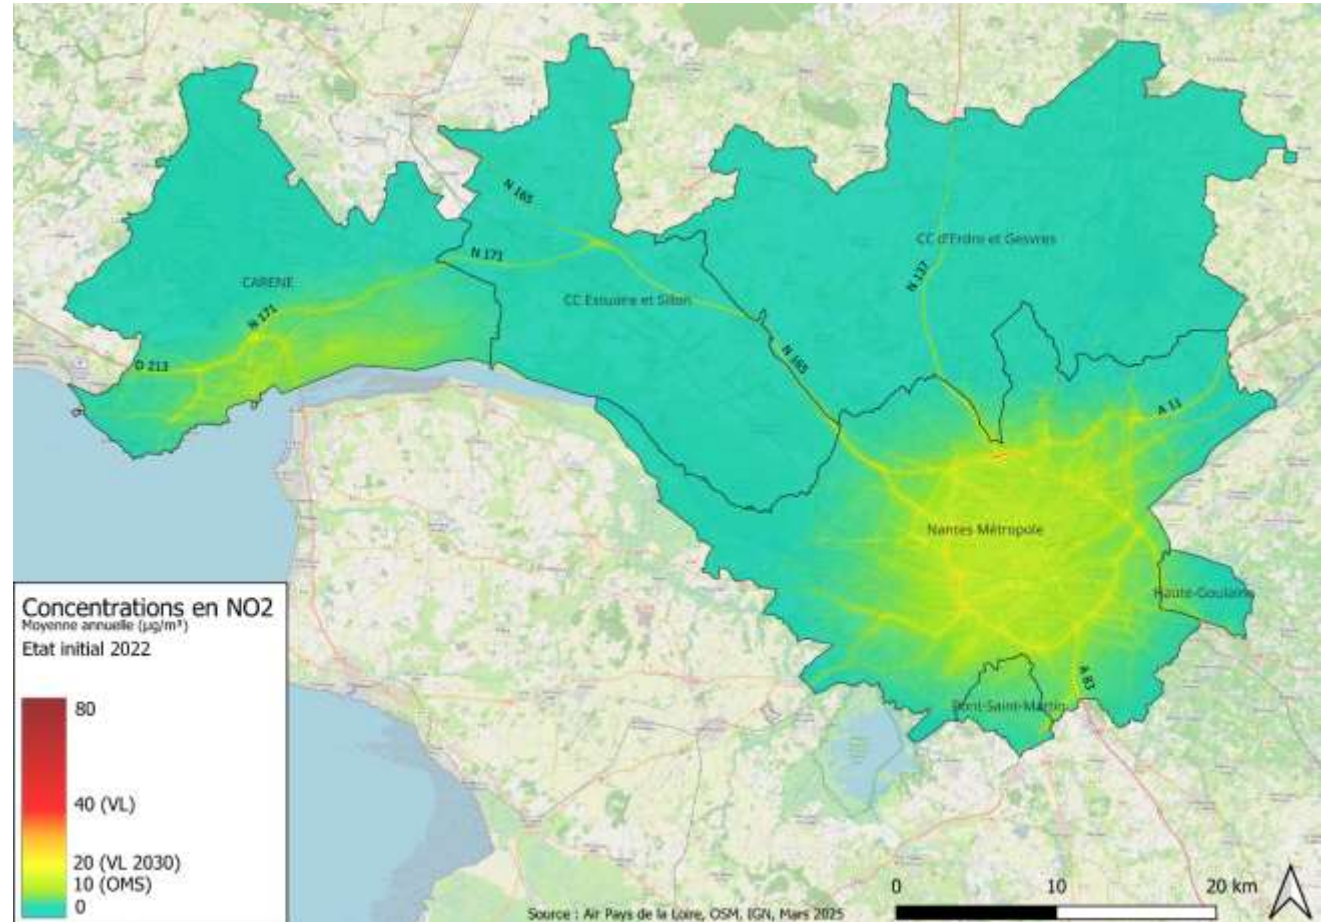 N 165
N 171
CC d'Erdre et Gesvres
N 137
CARENE
CC Estuaire et Sillon
N 171
N 165
D 213
A 11
Nantes Métropole
Haute-Goulaine
A 83
Pont-Saint-Martin
Concentrations en NO2
Moyenne annuelle (µg/m³)
Etat initial 2022
80
40 (VL)
20 (VL 2030)
10 (OMS)
0
0 10 20 km
Source : Air Pays de la Loire, OSM, IGN, Mars 2025